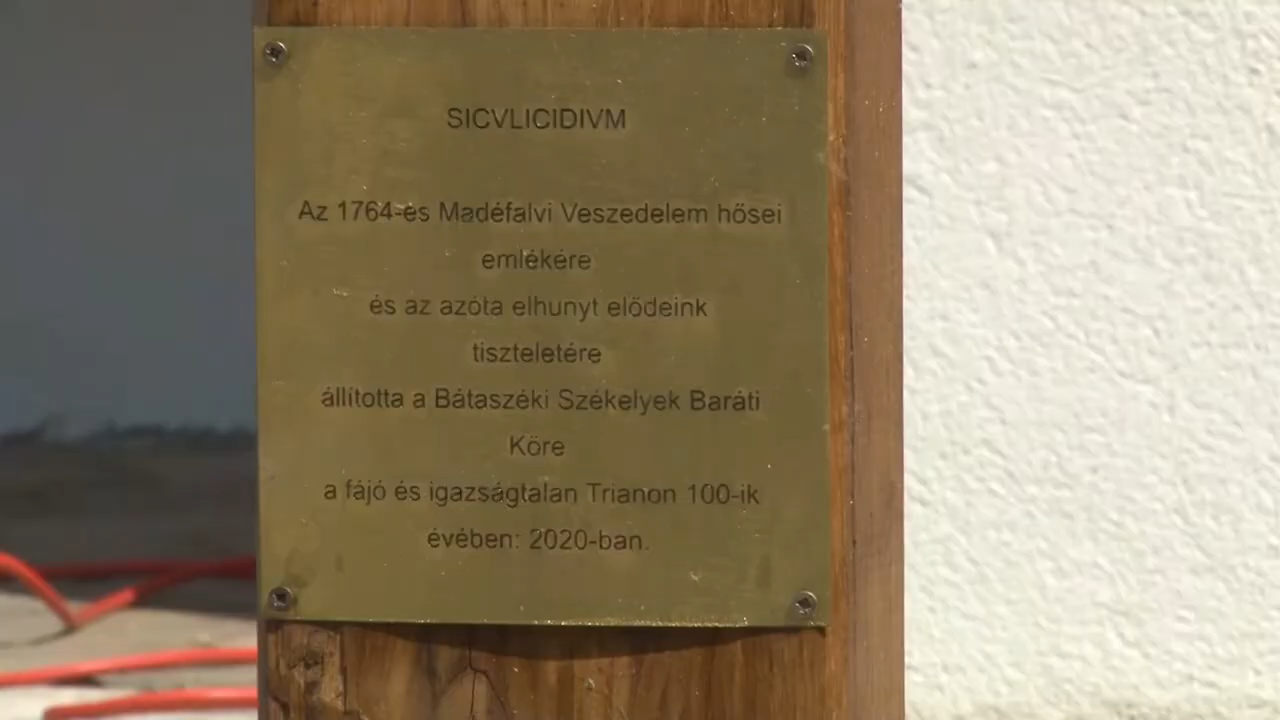 SICVLICIDIVM
Az 1764-es Madéfalvi Veszedelem hősei
emlékére
és az azóta elhunyt elődeink
tiszteletére
állította a Bátaszéki Székelyek Baráti
Köre
a fájó és igazságtalan Trianon 100-ik
évében: 2020-ban.